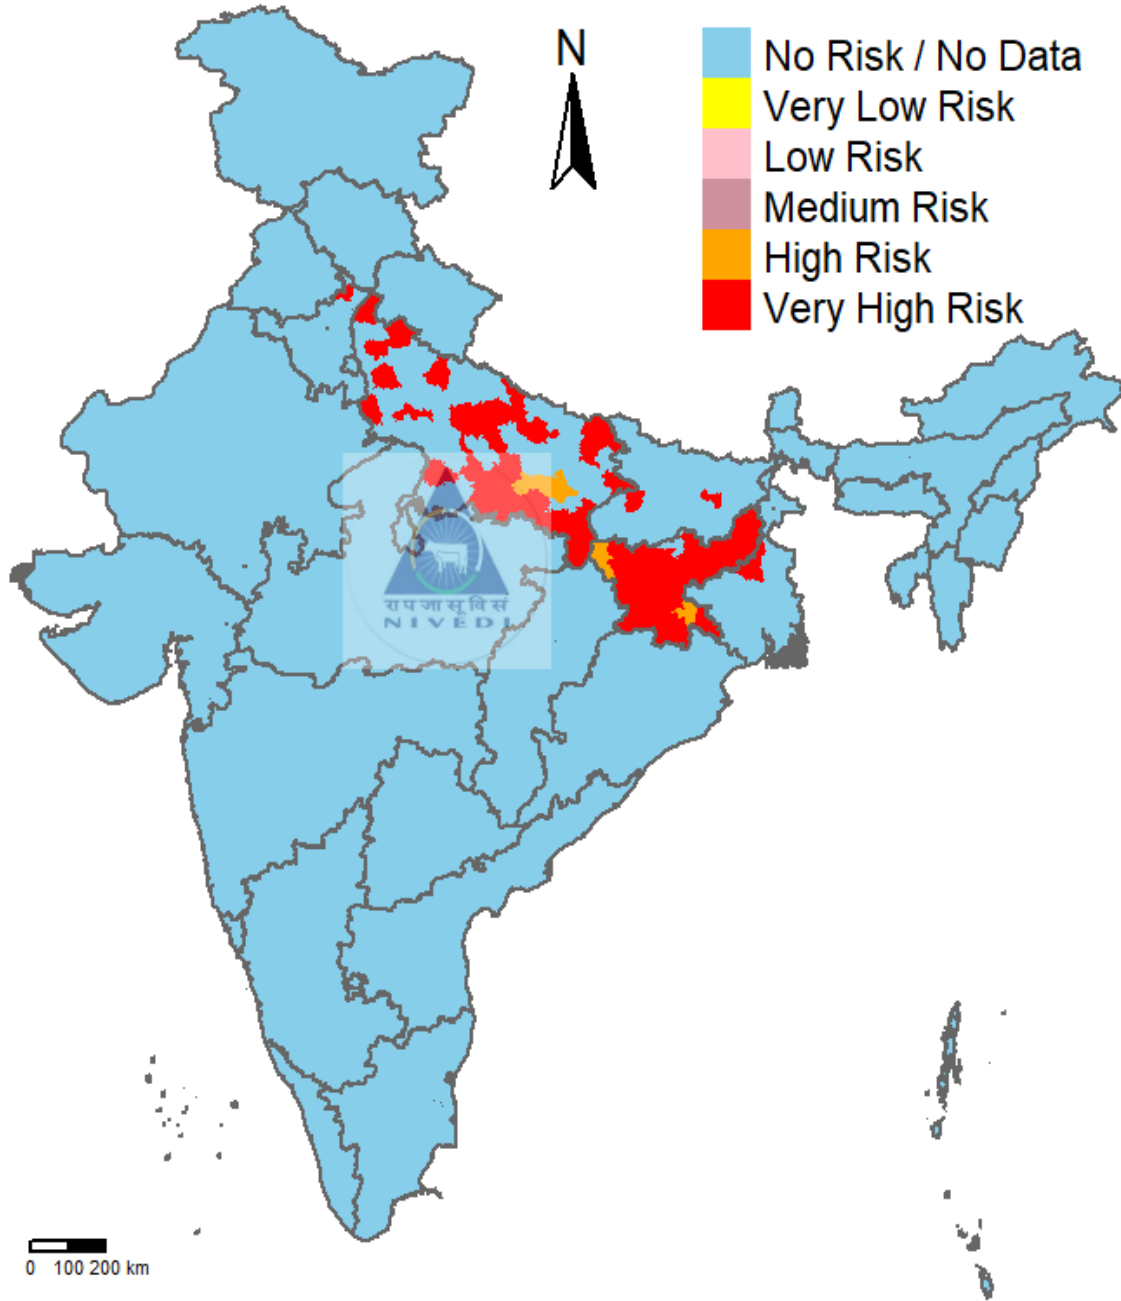 N
No Risk / No Data
Very Low Risk
Low Risk
Medium Risk
High Risk
Very High Risk
रा प जा सू वि सं
NIVEDI
0 100 200 km